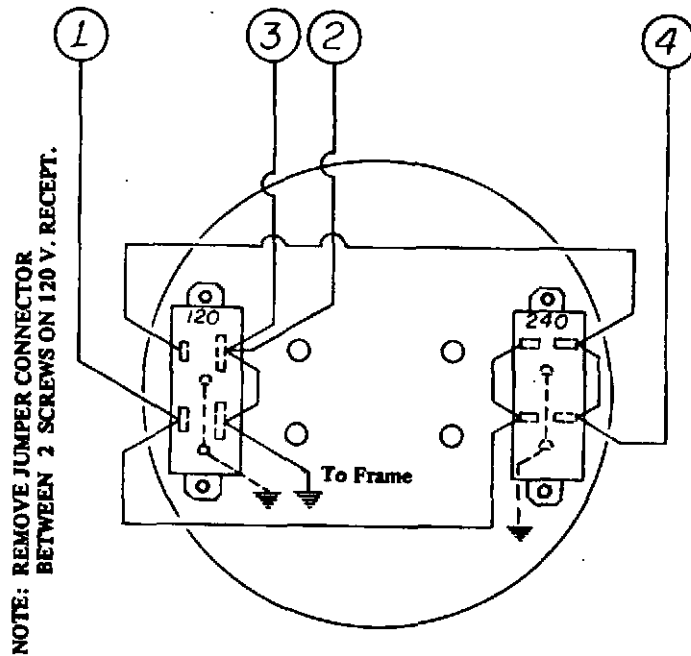 1
3
2
4
NOTE: REMOVE JUMPER CONNECTOR
BETWEEN 2 SCREWS ON 120 V. RECEPT.
120
240
To Frame